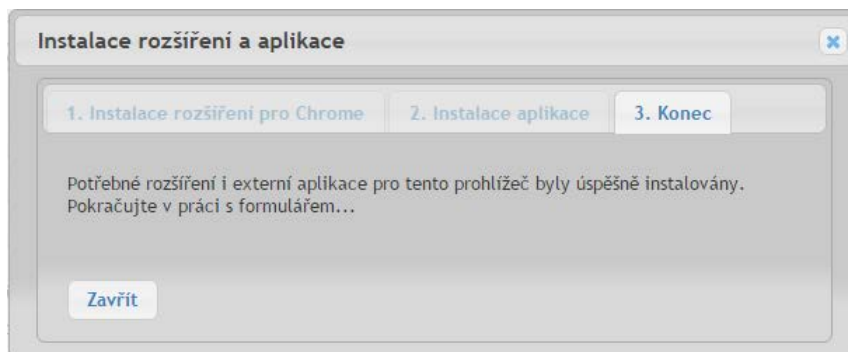 Instalace rozšíření a aplikace
1. Instalace rozšíření pro Chrome 2. Instalace aplikace 3. Konec
Potřebné rozšíření i externí aplikace pro tento prohlížeč byly úspěšně instalovány.
Pokračujte v práci s formulářem...
Zavřít